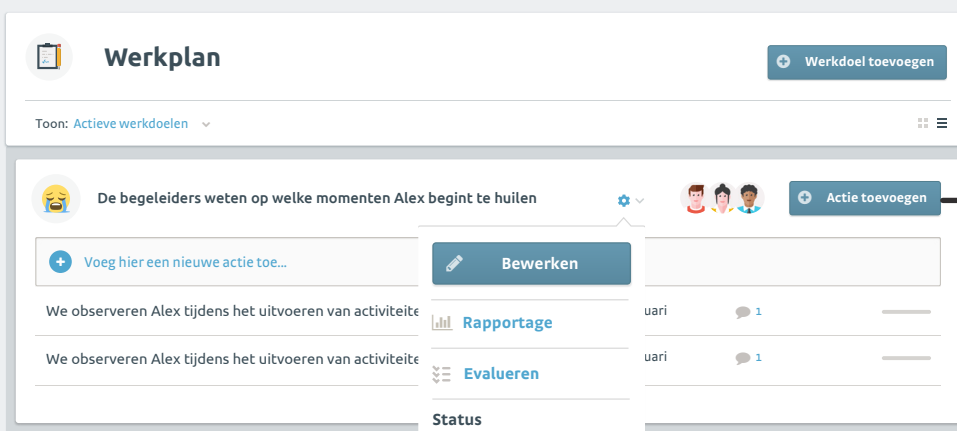 Werkplan
Werkdoel toevoegen
Toon: Actieve werkdoelen
De begeleiders weten op welke momenten Alex begint te huilen
Actie toevoegen
Voeg hier een nieuwe actie toe...
Bewerken
We observeren Alex tijdens het uitvoeren van activiteite
uari
1
Rapportage
We observeren Alex tijdens het uitvoeren van activiteite
uari
1
Evalueren
Status